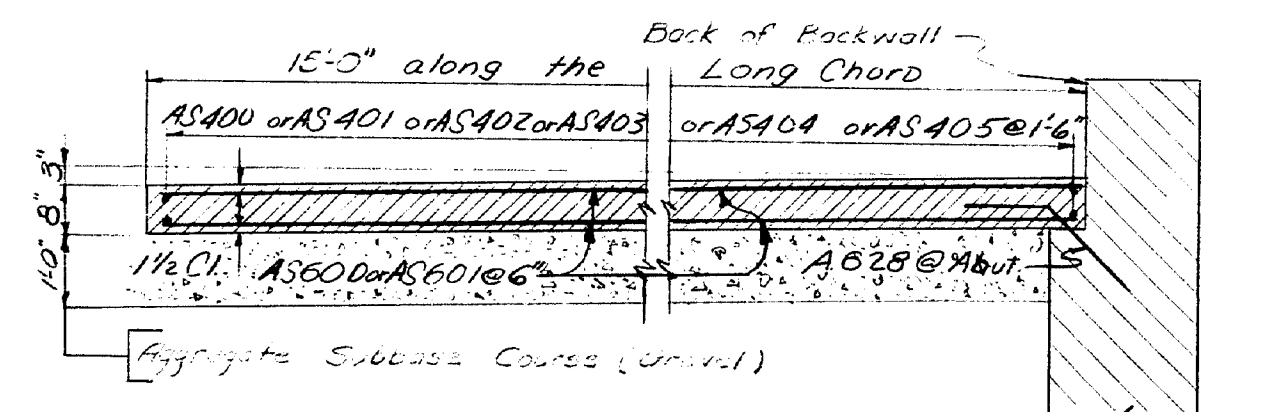 Back of Backwall
15'-0" along the Long Chord
AS400 or AS401 or AS402 or AS403 or AS404 or AS405 @ 1'-6"
3"
8"
1'-0"
1½ Cl.
AS600 or AS601 @ 6"
A628 @ Abut.
Aggregate Subbase Course (Gravel)